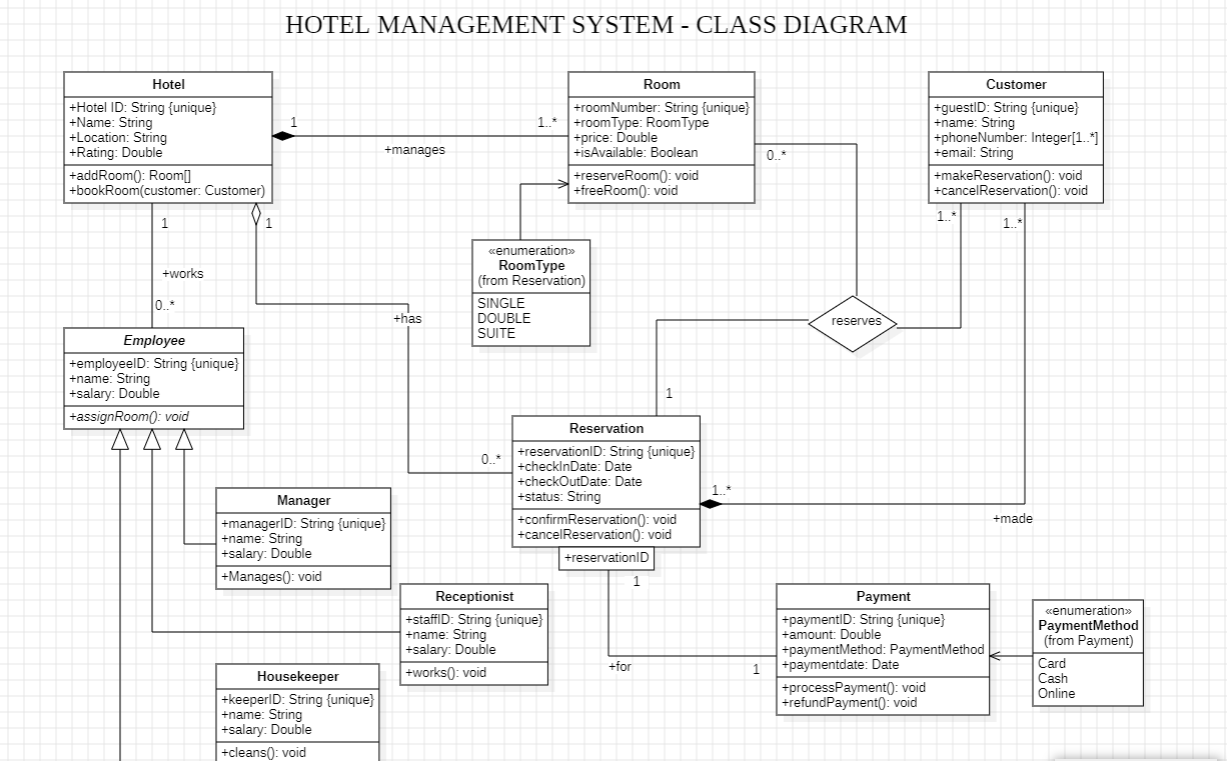 HOTEL MANAGEMENT SYSTEM - CLASS DIAGRAM
Hotel
+Hotel ID: String {unique}
+Name: String
+Location: String
+Rating: Double
+addRoom(): Room[]
+bookRoom(customer: Customer)
1
1..*
+manages
Room
+roomNumber: String {unique}
+roomType: RoomType
+price: Double
+isAvailable: Boolean
+reserveRoom(): void
+freeRoom(): void
0..*
Customer
+guestID: String {unique}
+name: String
+phoneNumber: Integer[1..*]
+email: String
+makeReservation(): void
+cancelReservation(): void
1..*
1..*
1
1
+works
0..*
+has
«enumeration»
RoomType
(from Reservation)
SINGLE
DOUBLE
SUITE
reserves
Employee
+employeeID: String {unique}
+name: String
+salary: Double
+assignRoom(): void
1
0..*
Reservation
+reservationID: String {unique}
+checkInDate: Date
+checkOutDate: Date
+status: String
+confirmReservation(): void
+cancelReservation(): void
+reservationID
1..*
+made
1
+for
1
Manager
+managerID: String {unique}
+name: String
+salary: Double
+Manages(): void
Receptionist
+staffID: String {unique}
+name: String
+salary: Double
+works(): void
Payment
+paymentID: String {unique}
+amount: Double
+paymentMethod: PaymentMethod
+paymentdate: Date
+processPayment(): void
+refundPayment(): void
«enumeration»
PaymentMethod
(from Payment)
Card
Cash
Online
Housekeeper
+keeperID: String {unique}
+name: String
+salary: Double
+cleans(): void